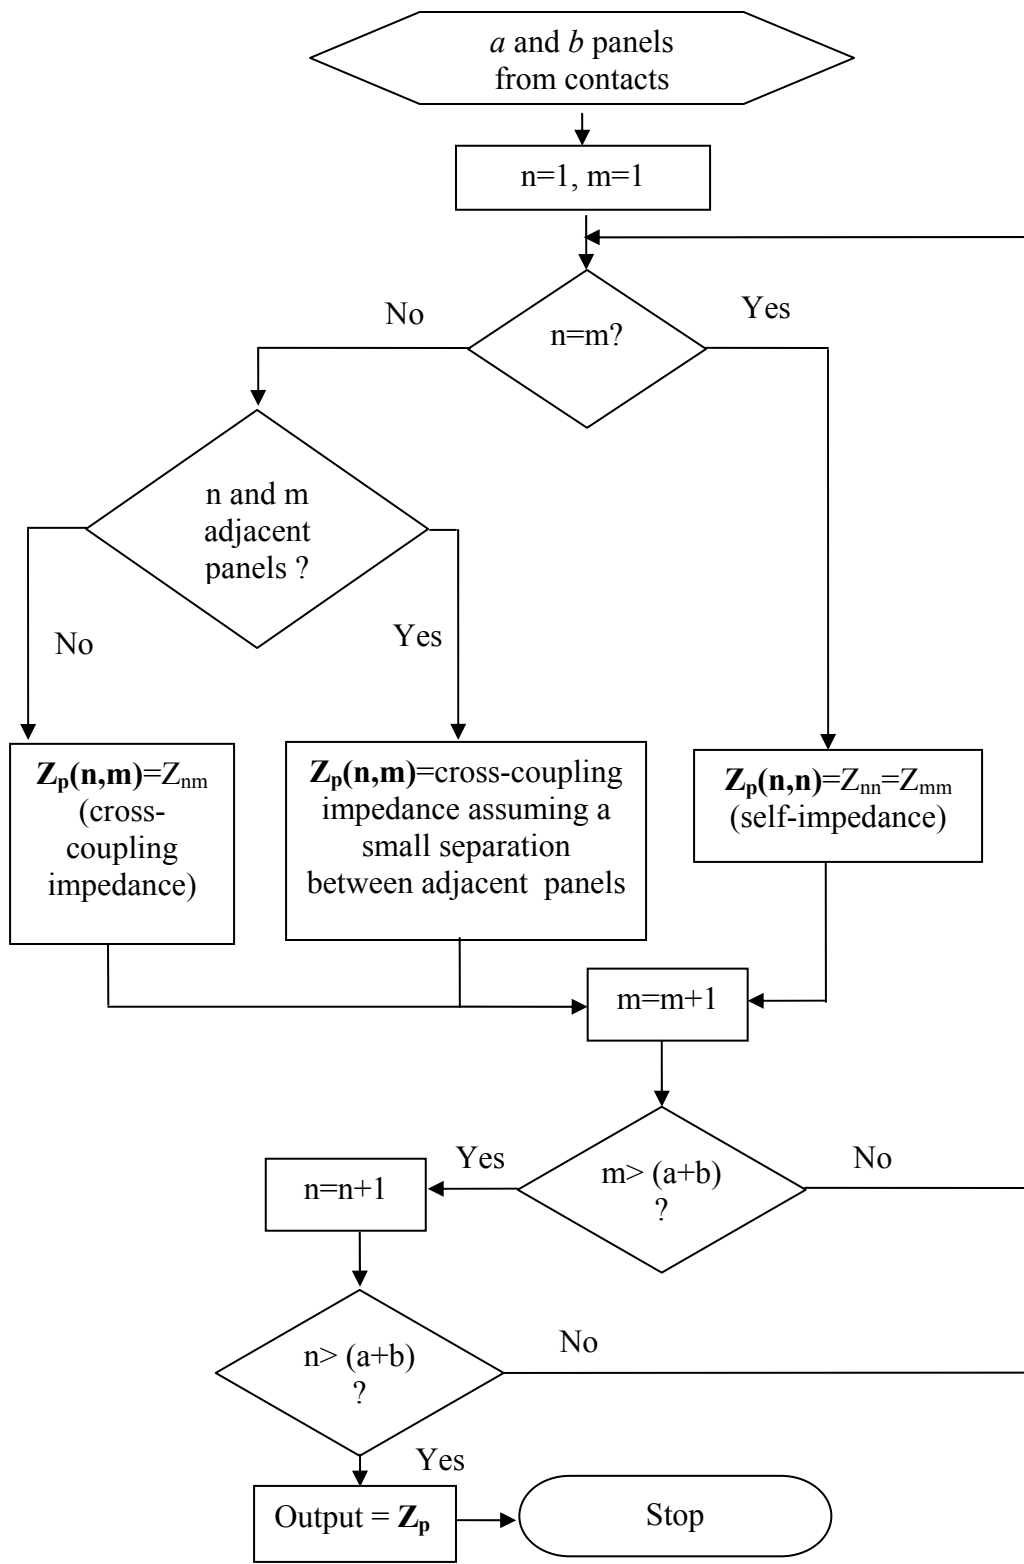 a and b panels
from contacts
n=1, m=1
No
Yes
n=m?
n and m
adjacent
panels ?
No
Yes
Zp(n,m)=Znm
(cross-
coupling
impedance)
Zp(n,m)=cross-coupling
impedance assuming a
small separation
between adjacent panels
Zp(n,n)=Znn=Zmm
(self-impedance)
m=m+1
Yes
No
m> (a+b)
?
n=n+1
n> (a+b)
?
No
Yes
Output = Zp
Stop